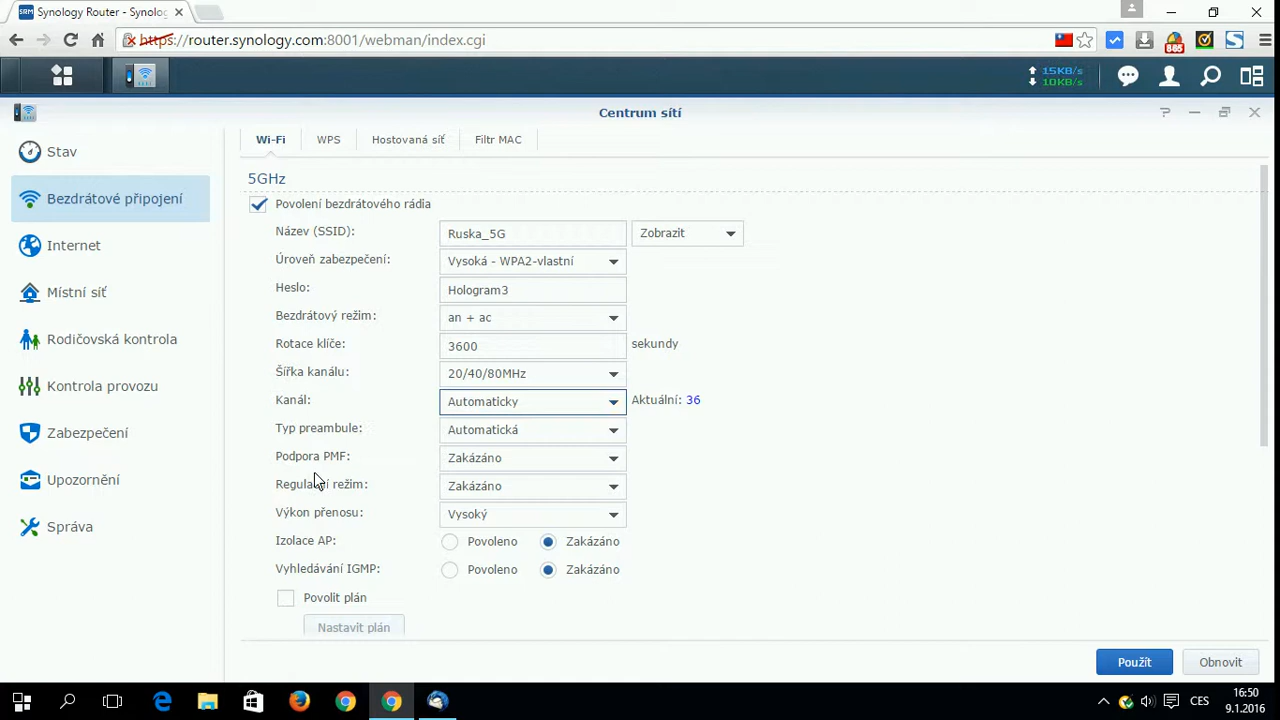 Synology Router - Synolog
https://router.synology.com:8001/webman/index.cgi
885
15KB/s
10KB/s
Centrum sítí
Stav
Bezdrátové připojení
Internet
Místní síť
Rodičovská kontrola
Kontrola provozu
Zabezpečení
Upozornění
Správa
Wi-Fi WPS Hostovaná síť Filtr MAC
5GHz
Povolení bezdrátového rádia
Název (SSID): Ruska_5G Zobrazit
Úroveň zabezpečení: Vysoká - WPA2-vlastní
Heslo: Hologram3
Bezdrátový režim: an + ac
Rotace klíče: 3600 sekundy
Šířka kanálu: 20/40/80MHz
Kanál: Automaticky Aktuální: 36
Typ preambule: Automatická
Podpora PMF: Zakázáno
režim: Zakázáno
Výkon přenosu: Vysoký
Izolace AP: Povoleno Zakázáno
Vyhledávání IGMP: Povoleno Zakázáno
Povolit plán
Nastavit plán
Použít Obnovit
CES
16:50
9.1.2016